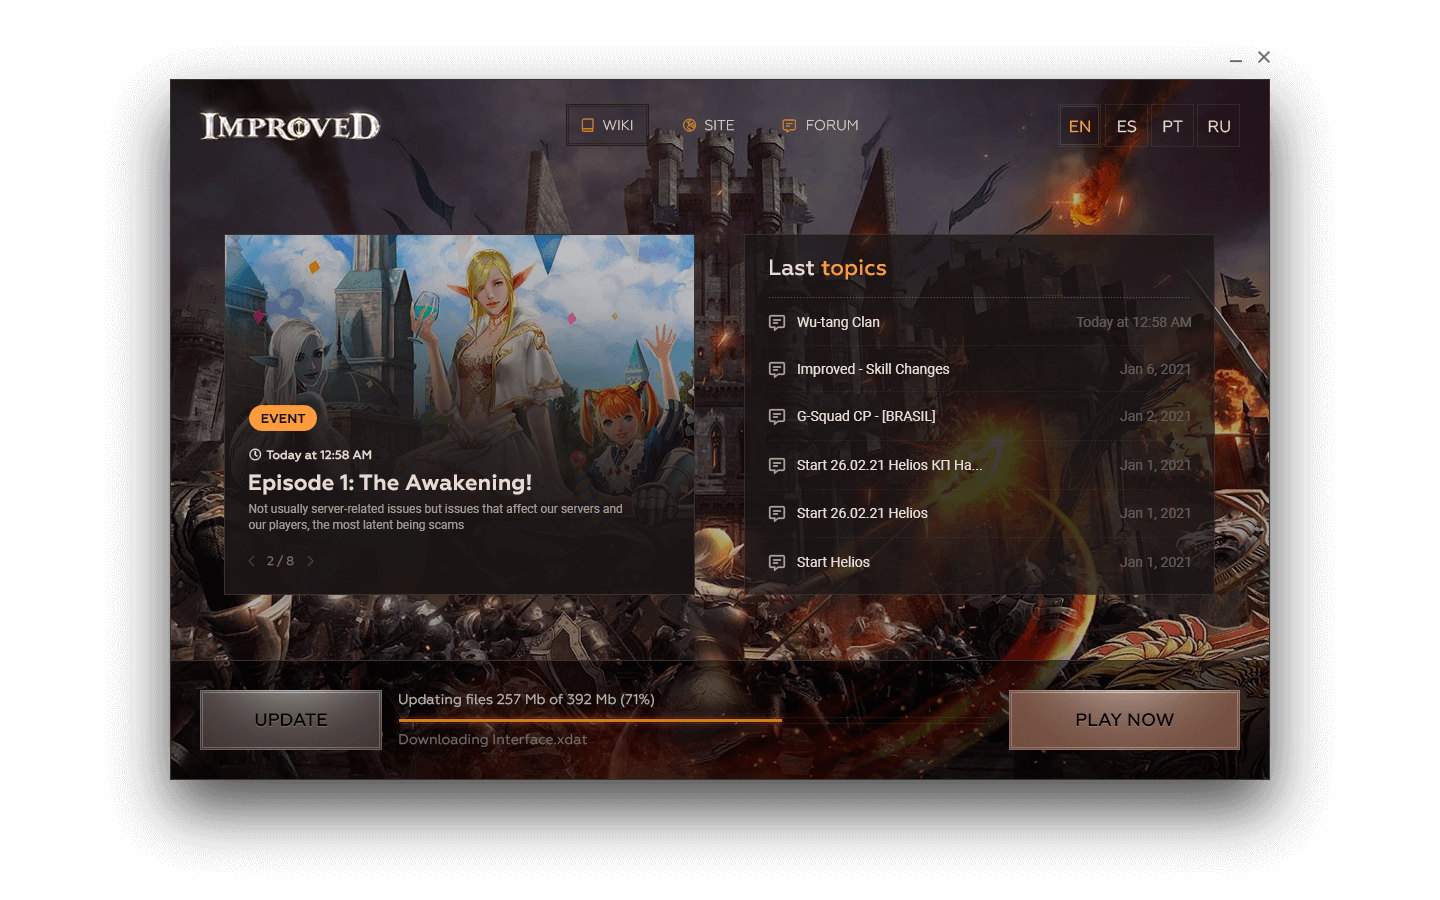 IMPROVED
WIKI
SITE
FORUM
EN
ES
PT
RU
EVENT
Today at 12:58 AM
Episode 1: The Awakening!
Not usually server-related issues but issues that affect our servers and
our players, the most latent being scams
2 / 8
Last topics
Wu-tang Clan
Today at 12:58 AM
Improved - Skill Changes
Jan 6, 2021
G-Squad CP - [BRASIL]
Jan 2, 2021
Start 26.02.21 Helios КП На...
Jan 1, 2021
Start 26.02.21 Helios
Jan 1, 2021
Start Helios
Jan 1, 2021
UPDATE
Updating files 257 Mb of 392 Mb (71%)
Downloading Interface.xdat
PLAY NOW